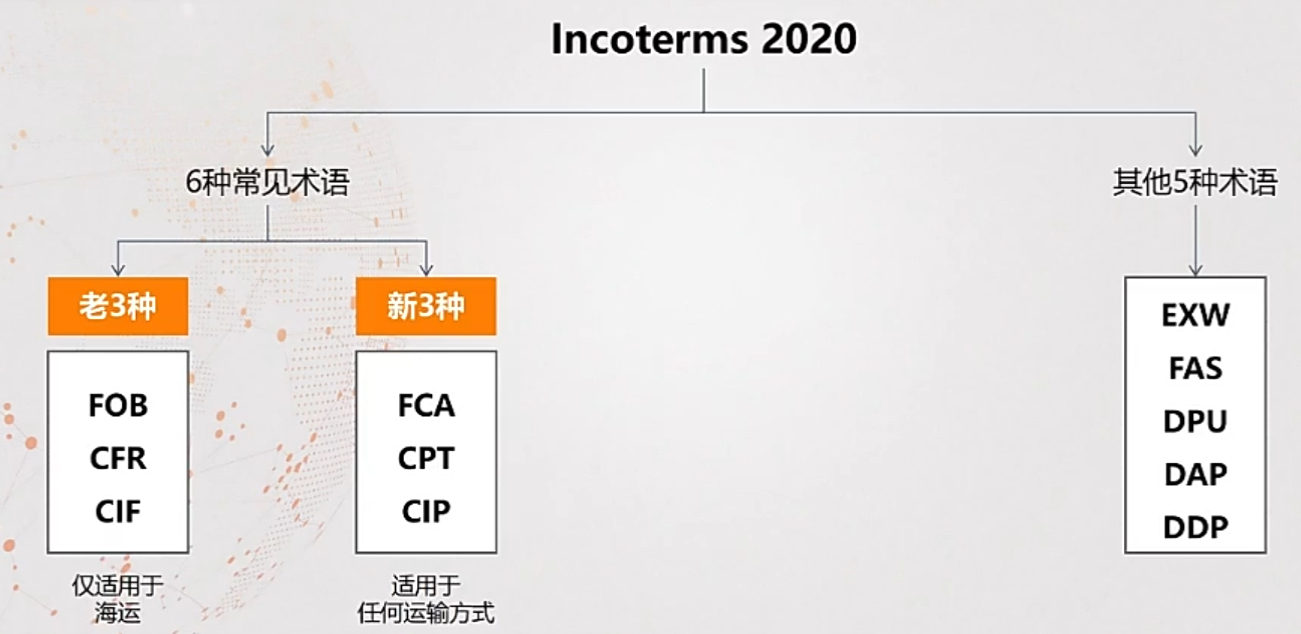 Incoterms 2020
6种常见术语
其他5种术语
老3种
新3种
FOB
CFR
CIF
仅适用于
海运
FCA
CPT
CIP
适用于
任何运输方式
EXW
FAS
DPU
DAP
DDP